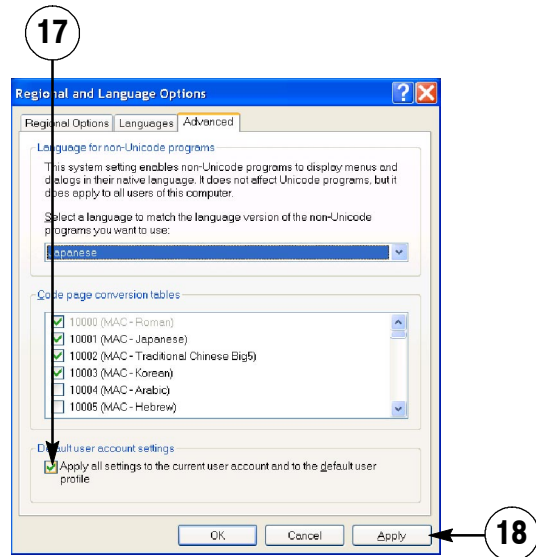 17
Regional and Language Options
Regional Options Languages Advanced
Language for non-Unicode programs
This system setting enables non-Unicode programs to display menus and
dialogs in their native language. It does not affect Unicode programs, but it
does apply to all users of this computer.
Select a language to match the language version of the non-Unicode
programs you want to use:
Japanese
Code page conversion tables
10000 (MAC - Roman)
10001 (MAC - Japanese)
10002 (MAC - Traditional Chinese Big5)
10003 (MAC - Korean)
10004 (MAC - Arabic)
10005 (MAC - Hebrew)
Default user account settings
Apply all settings to the current user account and to the default user
profile
OK Cancel Apply
18